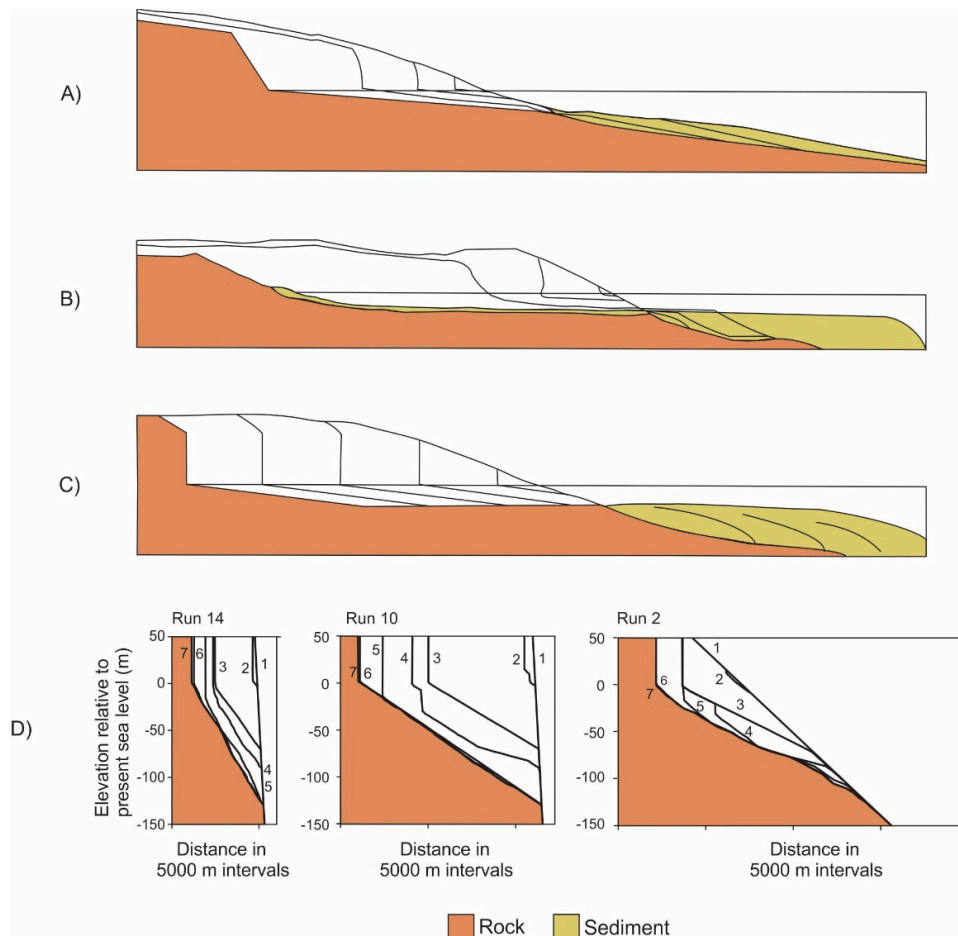 A)
B)
C)
D)
Run 14
Run 10
Run 2
Elevation relative to
present sea level (m)
50
0
-50
-100
-150
7
6
3
2
1
4
5
50
0
-50
-100
-150
7
6
5
4
3
2
1
50
0
-50
-100
-150
7
6
5
4
3
2
1
Distance in
5000 m intervals
Distance in
5000 m intervals
Distance in
5000 m intervals
Rock
Sediment